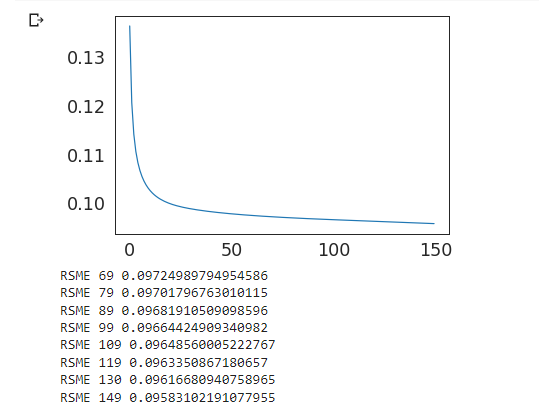 0.13
0.12
0.11
0.10
0 50 100 150
RSME 69 0.09724989794954586
RSME 79 0.09701796763010115
RSME 89 0.09681910509098596
RSME 99 0.09664424909340982
RSME 109 0.09648560005222767
RSME 119 0.0963350867180657
RSME 130 0.09616680940758965
RSME 149 0.09583102191077955